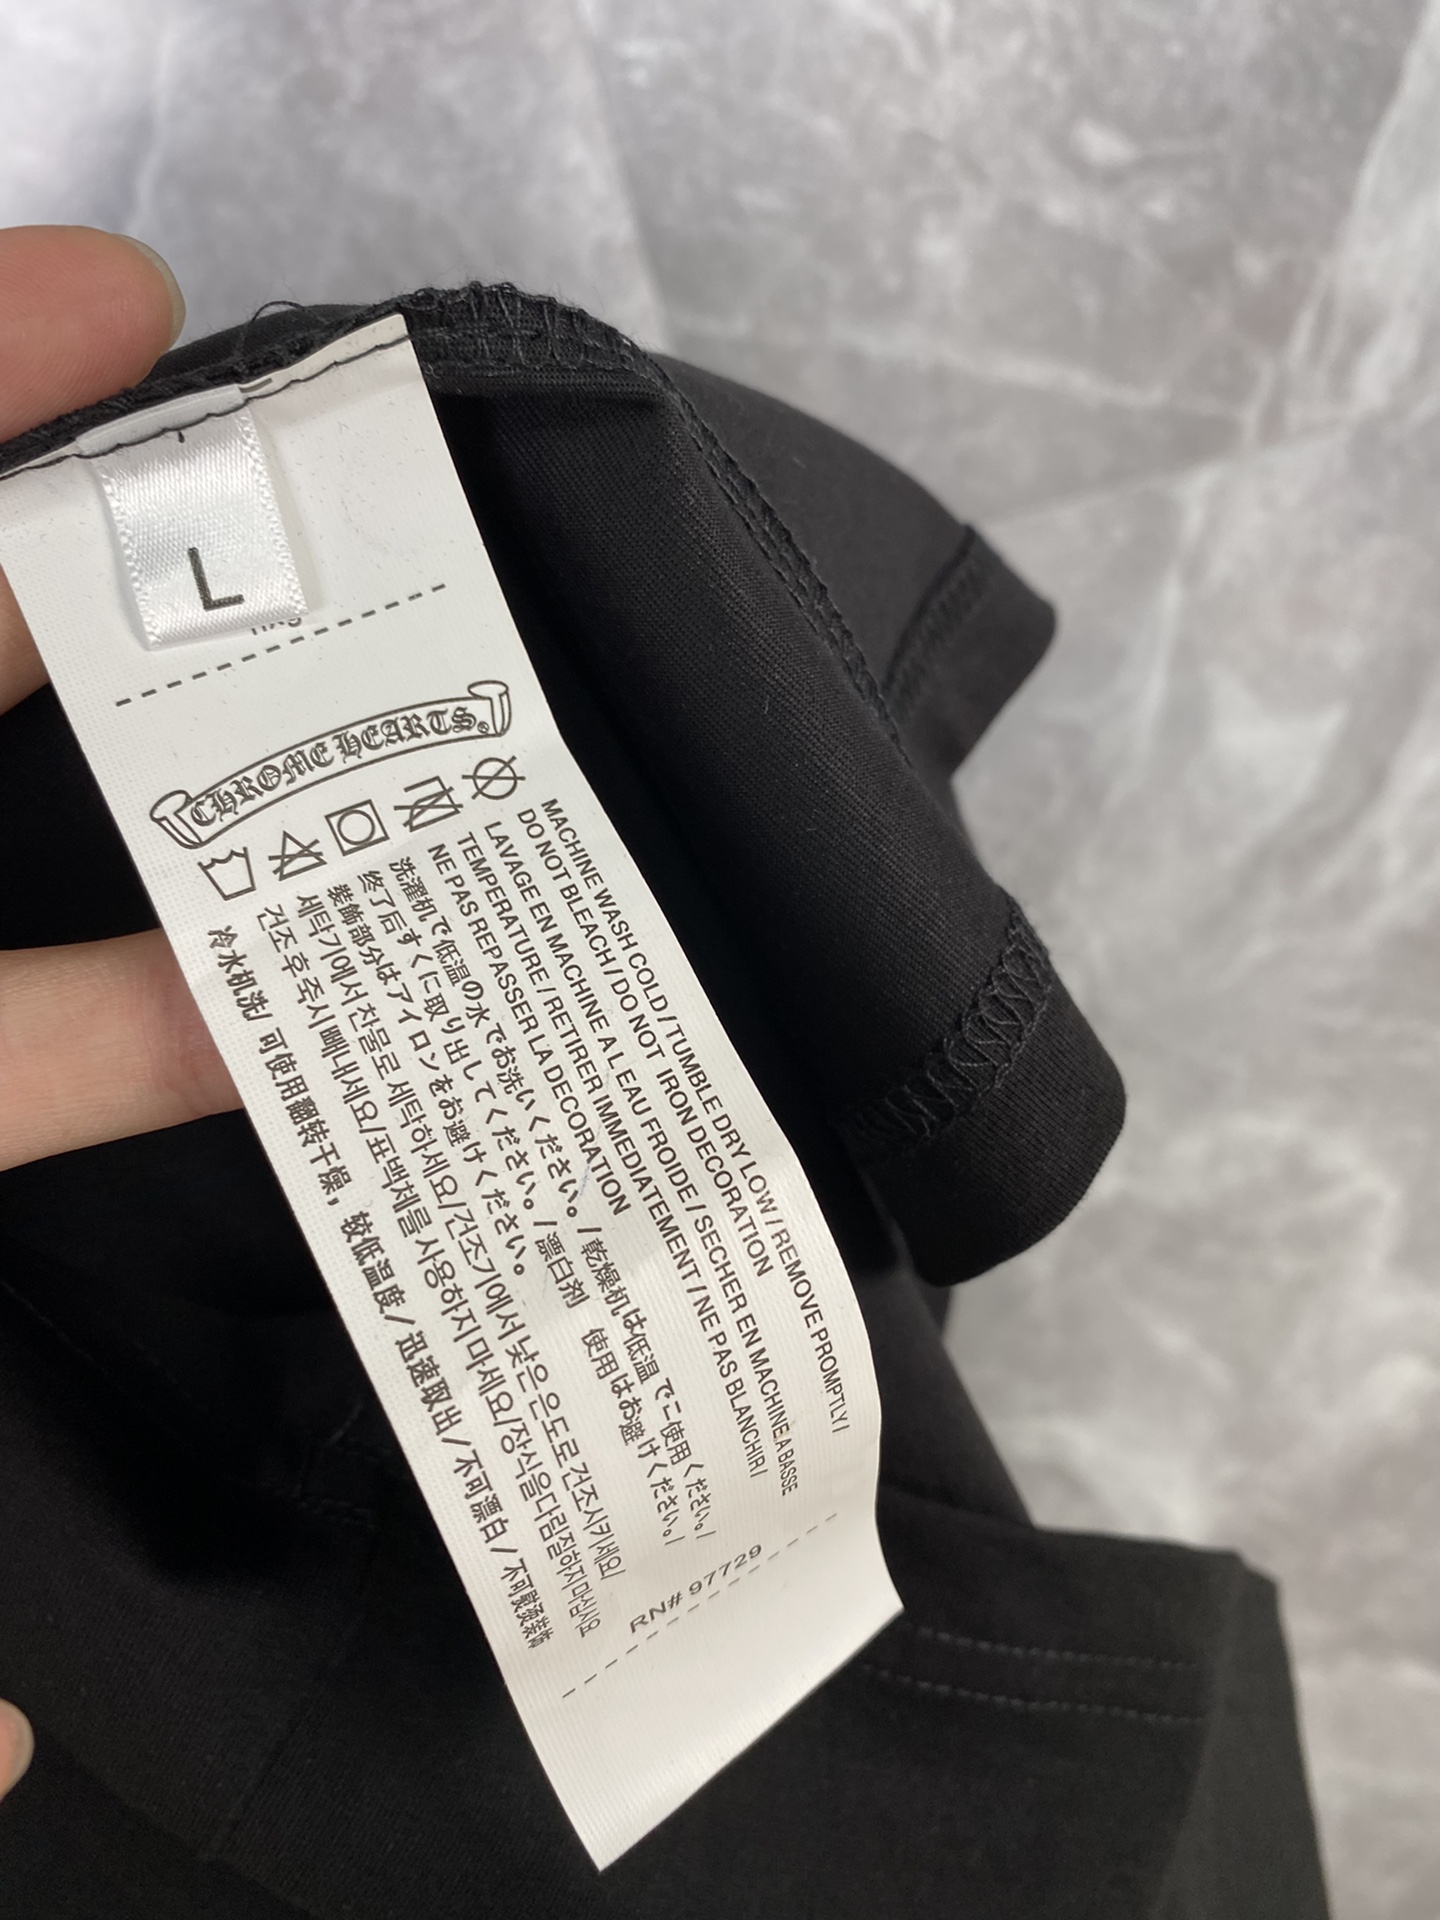 L
CHROME HEARTS®
MACHINE WASH COLD / TUMBLE DRY LOW / REMOVE PROMPTLY /
DO NOT BLEACH / DO NOT IRON DECORATION
LAVAGE EN MACHINE A L EAU FROIDE / SECHER EN MACHINE A BASSE
TEMPERATURE / RETIRER IMMEDIATEMENT / NE PAS BLANCHIR /
NE PAS REPASSER LA DECORATION
洗濯机で低温の水でお洗いください。/ 乾燥机は低温 でご使用ください。/
终了后すくに取り出してください。/ 漂白剂 使用はお避 けください。/
装飾部分はアイロンをお避けください。
세탁기에서 찬물로 세탁하세요/건조기에서 낮은 온도로 건조시키세요/
건조후 즉시 빼내세요/표백제를 사용하지 마세요/장식을 다림질하지 마십시오
冷水机洗/ 可使用翻转干燥，较低温度/ 迅速取出/ 不可漂白/ 不可熨烫装飾
RN# 97729